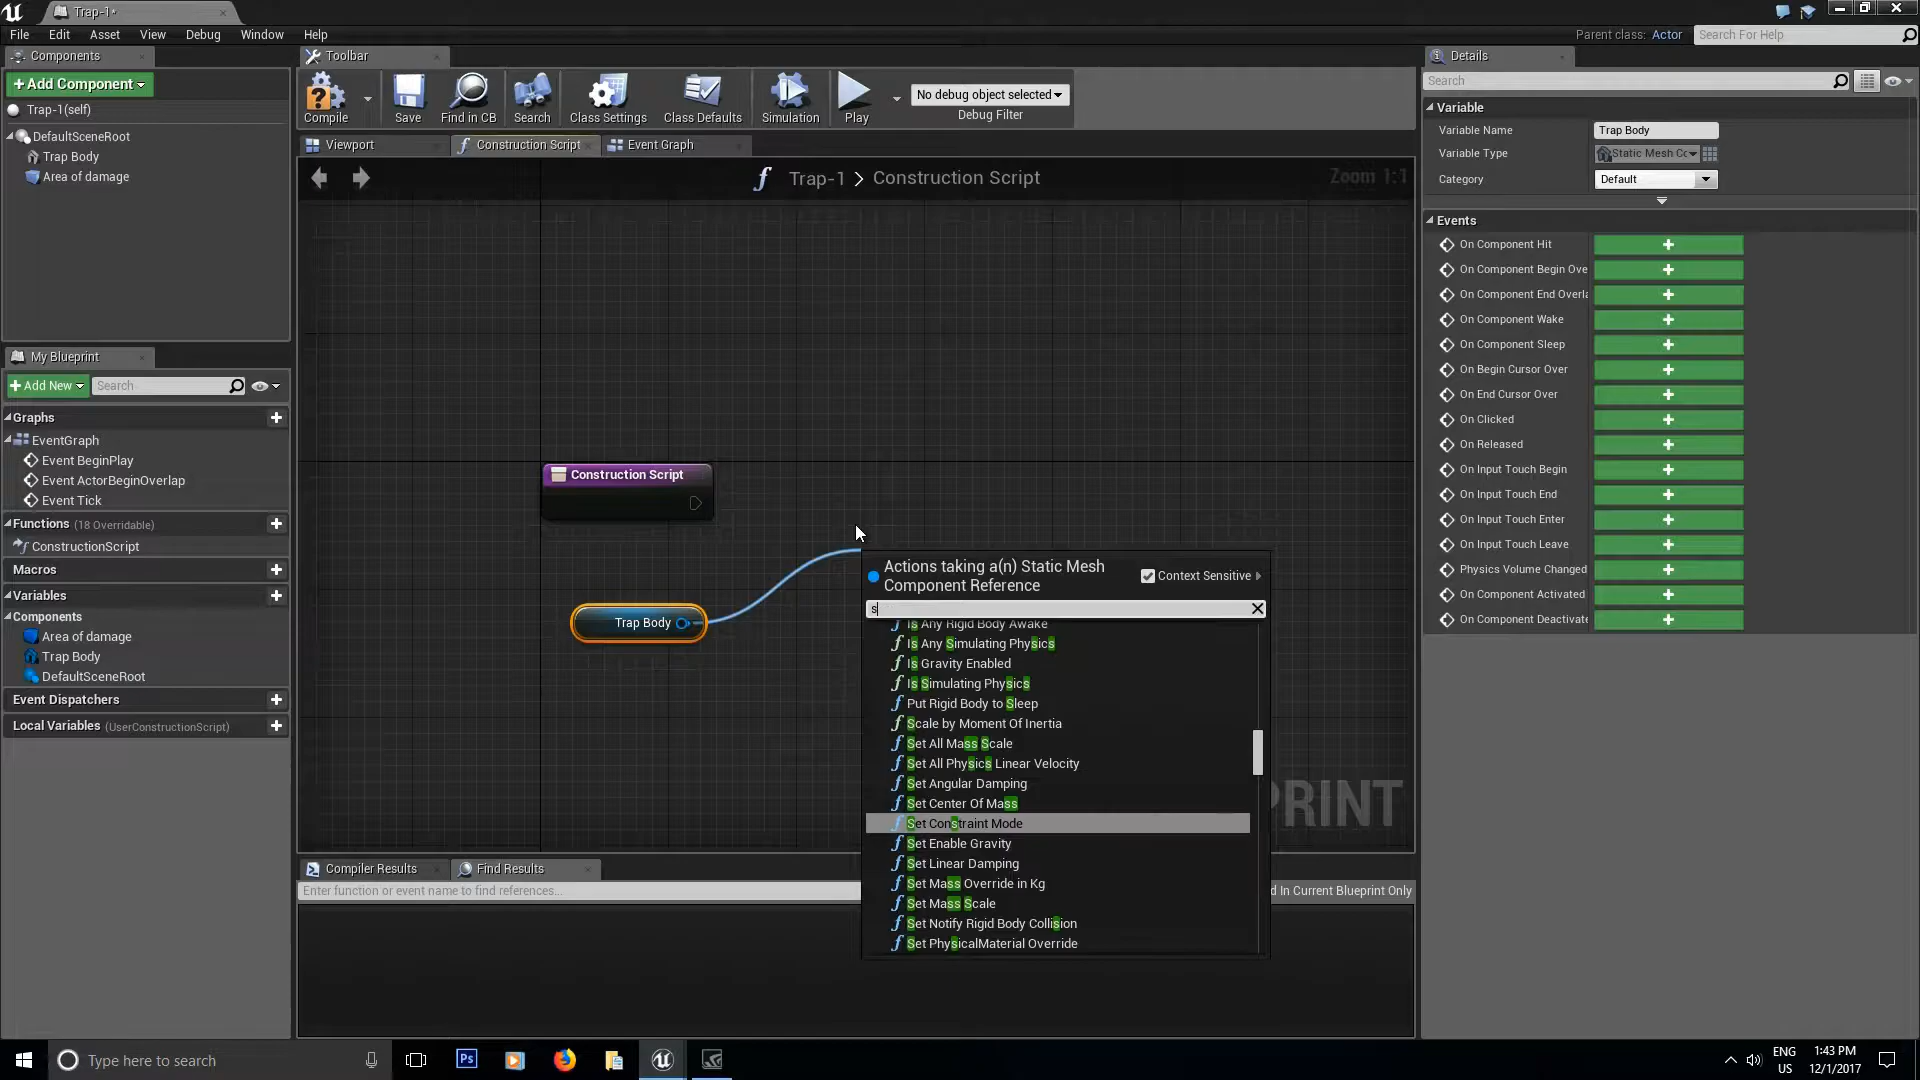 Trap-1*
File Edit Asset View Debug Window Help
Parent class: Actor
Search For Help
Components
+Add Component
Trap-1(self)
DefaultSceneRoot
Trap Body
Area of damage
My Blueprint
+Add New
Search
Graphs
EventGraph
Event BeginPlay
Event ActorBeginOverlap
Event Tick
Functions (18 Overridable)
ConstructionScript
Macros
Variables
Components
Area of damage
Trap Body
DefaultSceneRoot
Event Dispatchers
Local Variables (UserConstructionScript)
Toolbar
Compile
Save
Find in CB
Search
Class Settings
Class Defaults
Simulation
Play
No debug object selected
Debug Filter
Viewport
Construction Script
Event Graph
Trap-1 > Construction Script
Zoom 1:1
Construction Script
Trap Body
Actions taking a(n) Static Mesh
Component Reference
Context Sensitive
s
Is Any Rigid Body Awake
Is Any Simulating Physics
Is Gravity Enabled
Is Simulating Physics
Put Rigid Body to Sleep
Scale by Moment Of Inertia
Set All Mass Scale
Set All Physics Linear Velocity
Set Angular Damping
Set Center Of Mass
Set Constraint Mode
Set Enable Gravity
Set Linear Damping
Set Mass Override in Kg
Set Mass Scale
Set Notify Rigid Body Collision
Set PhysicalMaterial Override
PRINT
Compiler Results
Find Results
Enter function or event name to find references...
d In Current Blueprint Only
Details
Search
Variable
Variable Name
Trap Body
Variable Type
Static Mesh Co
Category
Default
Events
On Component Hit
On Component Begin Ove
On Component End Overla
On Component Wake
On Component Sleep
On Begin Cursor Over
On End Cursor Over
On Clicked
On Released
On Input Touch Begin
On Input Touch End
On Input Touch Enter
On Input Touch Leave
Physics Volume Changed
On Component Activated
On Component Deactivate
Type here to search
Ps
ENG
US
1:43 PM
12/1/2017